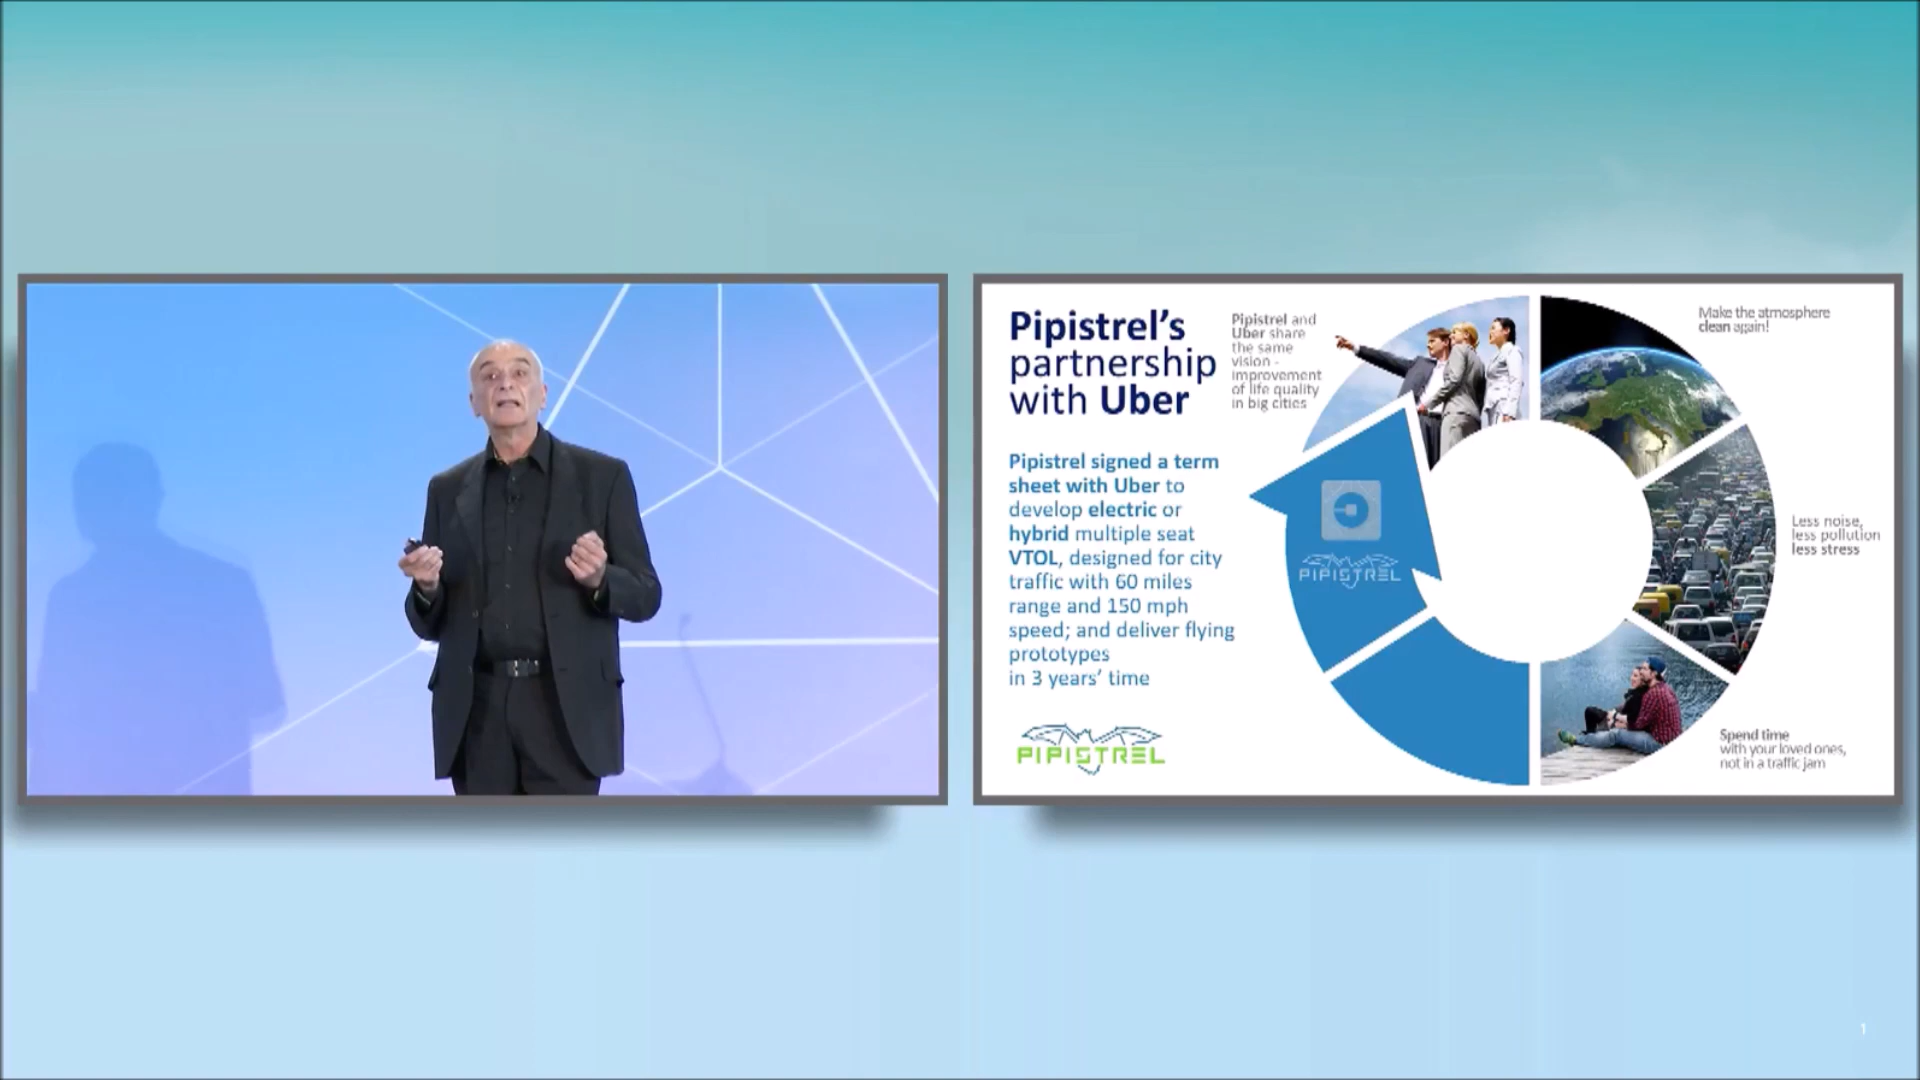 Pipistrel's
partnership
with Uber
Pipistrel and
Uber share
the same
vision -
improvement
of life quality
in big cities
Make the atmosphere
clean again!
Pipistrel signed a term
sheet with Uber to
develop electric or
hybrid multiple seat
VTOL, designed for city
traffic with 60 miles
range and 150 mph
speed; and deliver flying
prototypes
in 3 years' time
PIPISTREL
Less noise,
less pollution
less stress
Spend time
with your loved ones,
not in a traffic jam
PIPISTREL
1